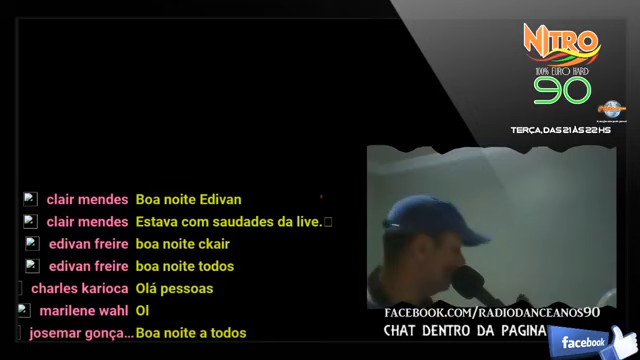 NITRO
100% EURO HARD
90
TERÇA, DAS 21 ÀS 22 HS
clair mendes Boa noite Edivan
clair mendes Estava com saudades da live.
edivan freire boa noite ckair
edivan freire boa noite todos
charles karioca Olá pessoas
marilene wahl Ol
josemar gonça... Boa noite a todos
FACEBOOK.COM/RADIODANCEANOS90
CHAT DENTRO DA PAGINA
facebook